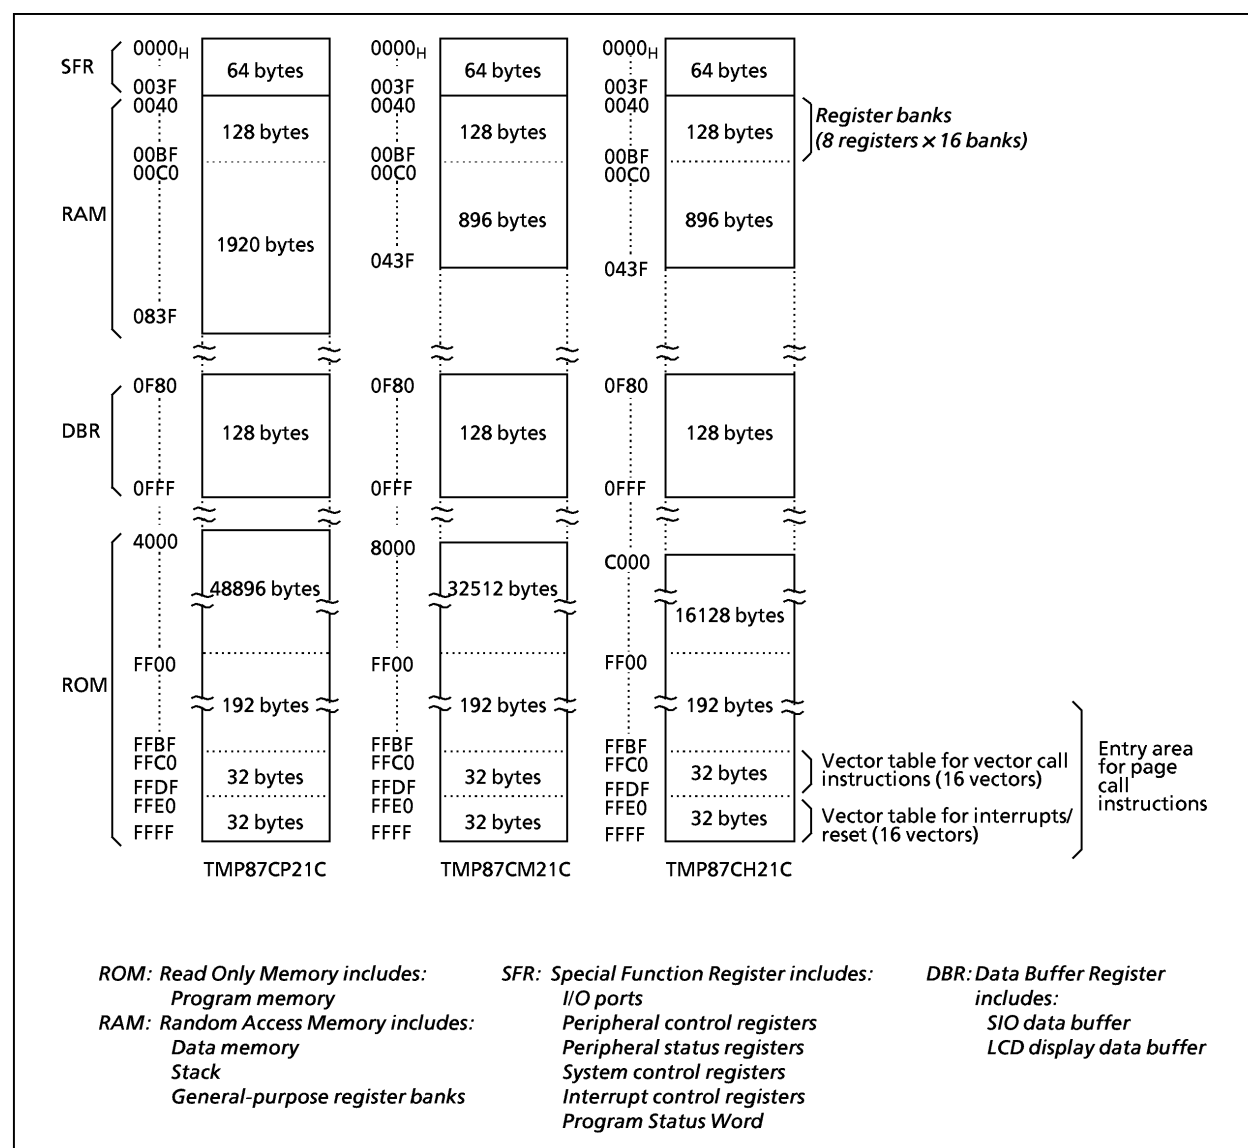 SFR
RAM
DBR
ROM
0000H
003F
0040
00BF
00C0
083F
0F80
0FFF
4000
FF00
FFBF
FFC0
FFDF
FFE0
FFFF
64 bytes
128 bytes
1920 bytes
128 bytes
48896 bytes
192 bytes
32 bytes
32 bytes
TMP87CP21C
0000H
003F
0040
00BF
00C0
043F
0F80
0FFF
8000
FF00
FFBF
FFC0
FFDF
FFE0
FFFF
64 bytes
128 bytes
896 bytes
128 bytes
32512 bytes
192 bytes
32 bytes
32 bytes
TMP87CM21C
0000H
003F
0040
00BF
00C0
043F
0F80
0FFF
C000
FF00
FFBF
FFC0
FFDF
FFE0
FFFF
64 bytes
128 bytes
896 bytes
128 bytes
16128 bytes
192 bytes
32 bytes
32 bytes
TMP87CH21C
Register banks
(8 registers × 16 banks)
Vector table for vector call
instructions (16 vectors)
Vector table for interrupts/
reset (16 vectors)
Entry area
for page
call
instructions
ROM: Read Only Memory includes:
Program memory
RAM: Random Access Memory includes:
Data memory
Stack
General-purpose register banks
SFR: Special Function Register includes:
I/O ports
Peripheral control registers
Peripheral status registers
System control registers
Interrupt control registers
Program Status Word
DBR: Data Buffer Register
includes:
SIO data buffer
LCD display data buffer